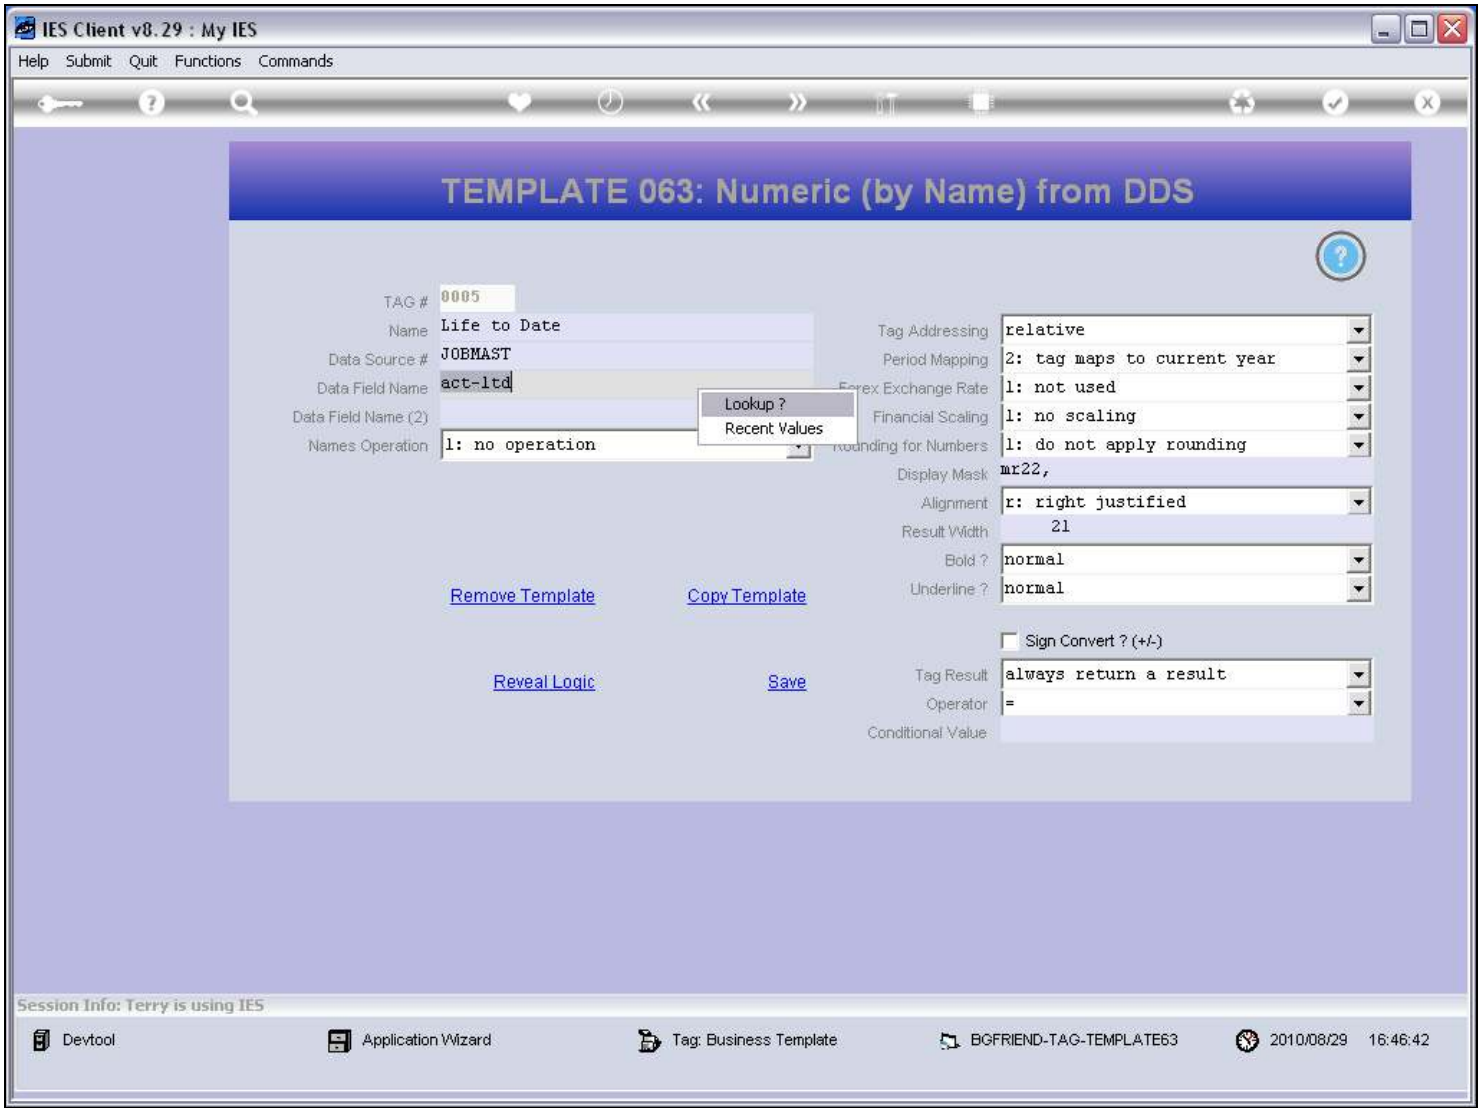 IES Client v8.29 : My IES
Help Submit Quit Functions Commands
TEMPLATE 063: Numeric (by Name) from DDS
?
TAG # 0005
Name Life to Date
Data Source # JOBMAST
Data Field Name act-ltd
Data Field Name (2)
Names Operation 1: no operation
Lookup ?
Recent Values
Tag Addressing relative
Period Mapping 2: tag maps to current year
Forex Exchange Rate 1: not used
Financial Scaling 1: no scaling
Rounding for Numbers 1: do not apply rounding
Display Mask mr22,
Alignment r: right justified
Result Width 21
Bold ? normal
Underline ? normal
Remove Template Copy Template
Reveal Logic Save
Sign Convert ? (+/-)
Tag Result always return a result
Operator =
Conditional Value
Session Info: Terry is using IES
Devtool Application Wizard Tag: Business Template BGFRIEND-TAG-TEMPLATE63 2010/08/29 16:46:42